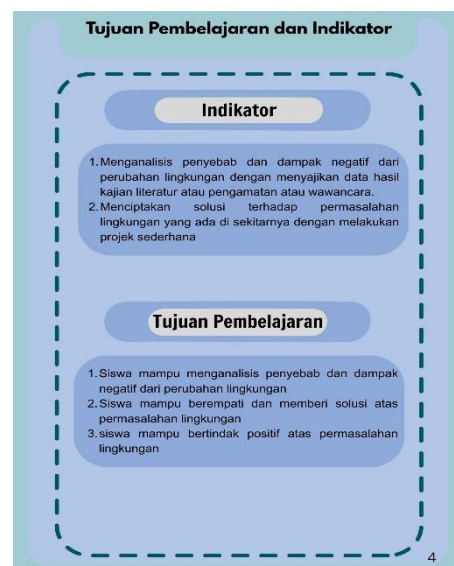 Tujuan Pembelajaran dan Indikator
Indikator
1. Menganalisis penyebab dan dampak negatif dari
perubahan lingkungan dengan menyajikan data hasil
kajian literatur atau pengamatan atau wawancara.
2. Menciptakan solusi terhadap permasalahan
lingkungan yang ada di sekitarnya dengan melakukan
projek sederhana
Tujuan Pembelajaran
1. Siswa mampu menganalisis penyebab dan dampak
negatif dari perubahan lingkungan
2. Siswa mampu berempati dan memberi solusi atas
permasalahan lingkungan
3. siswa mampu bertindak positif atas permasalahan
lingkungan
4